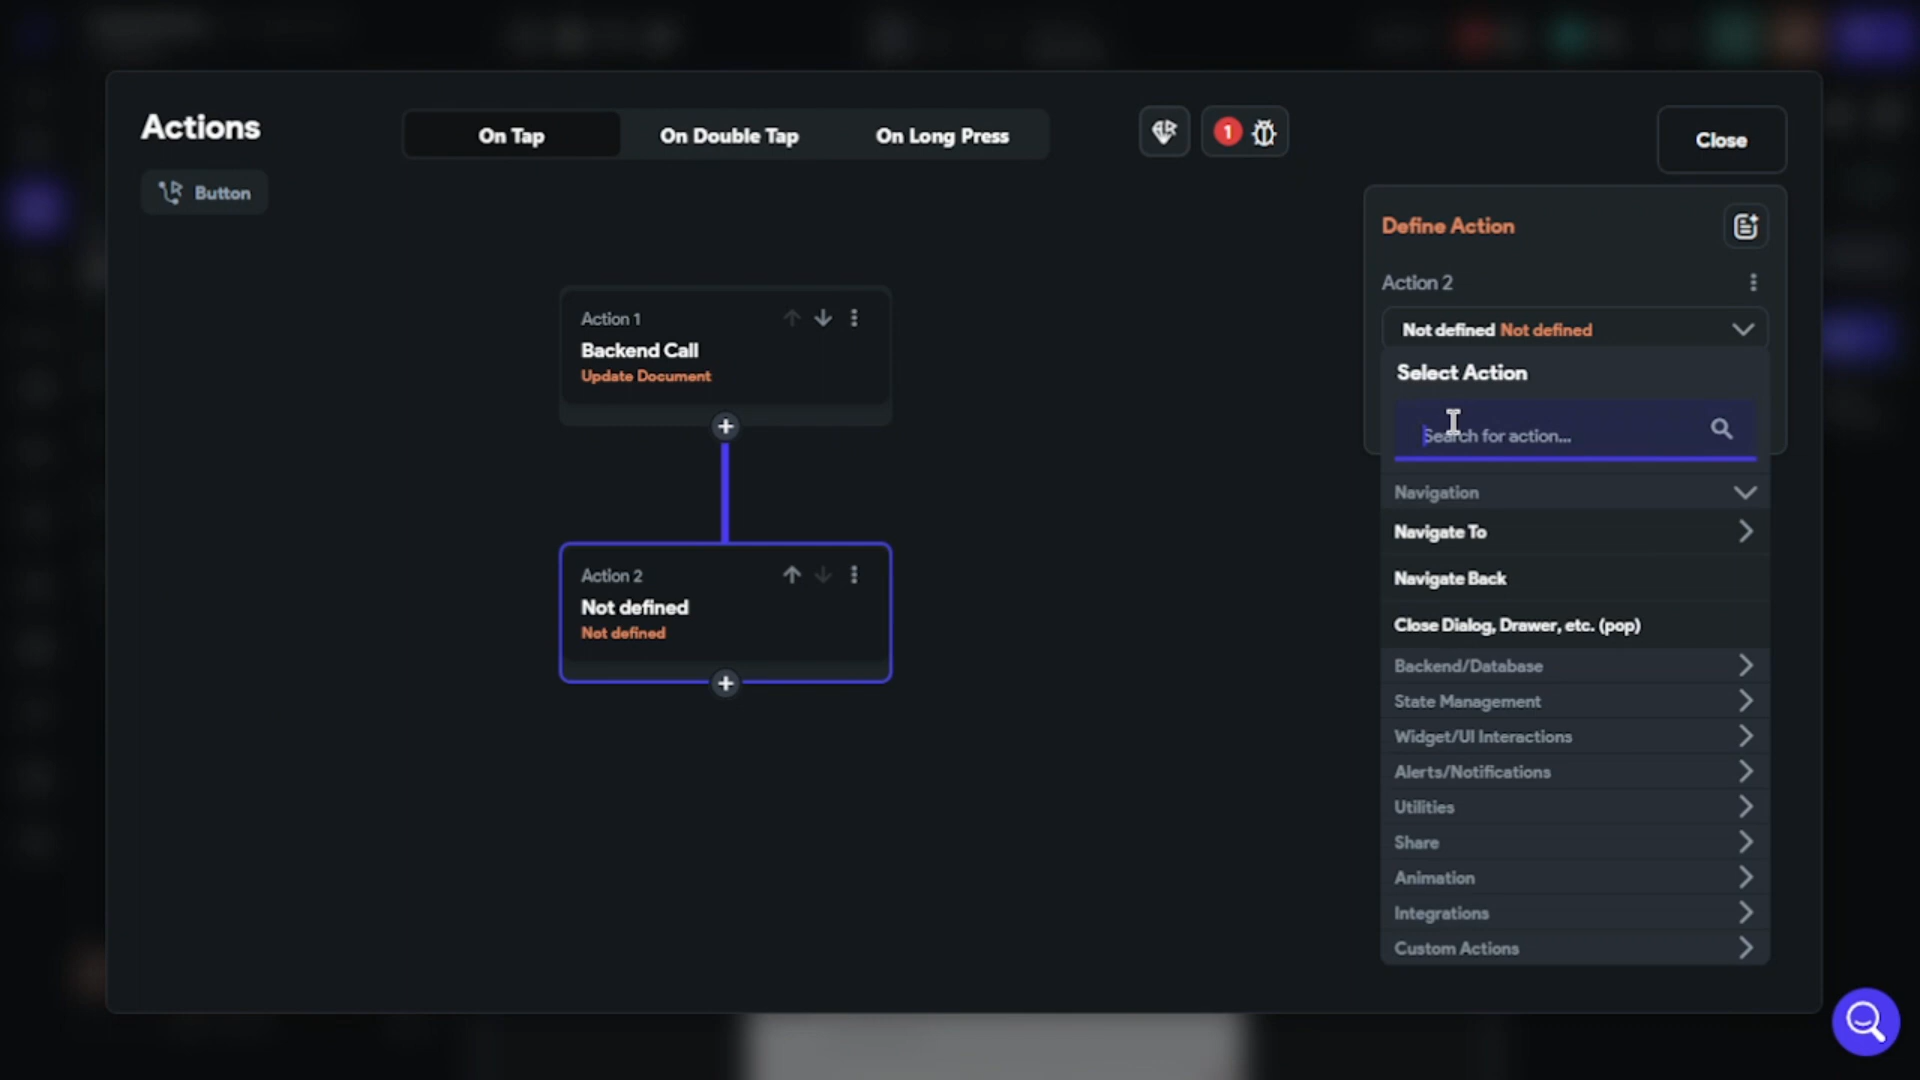 Actions
On Tap
On Double Tap
On Long Press
1
Close
Button
Action 1
Backend Call
Update Document
Action 2
Not defined
Not defined
Define Action
Action 2
Not defined Not defined
Select Action
Search for action...
Navigation
Navigate To
Navigate Back
Close Dialog, Drawer, etc. (pop)
Backend/Database
State Management
Widget/UI Interactions
Alerts/Notifications
Utilities
Share
Animation
Integrations
Custom Actions